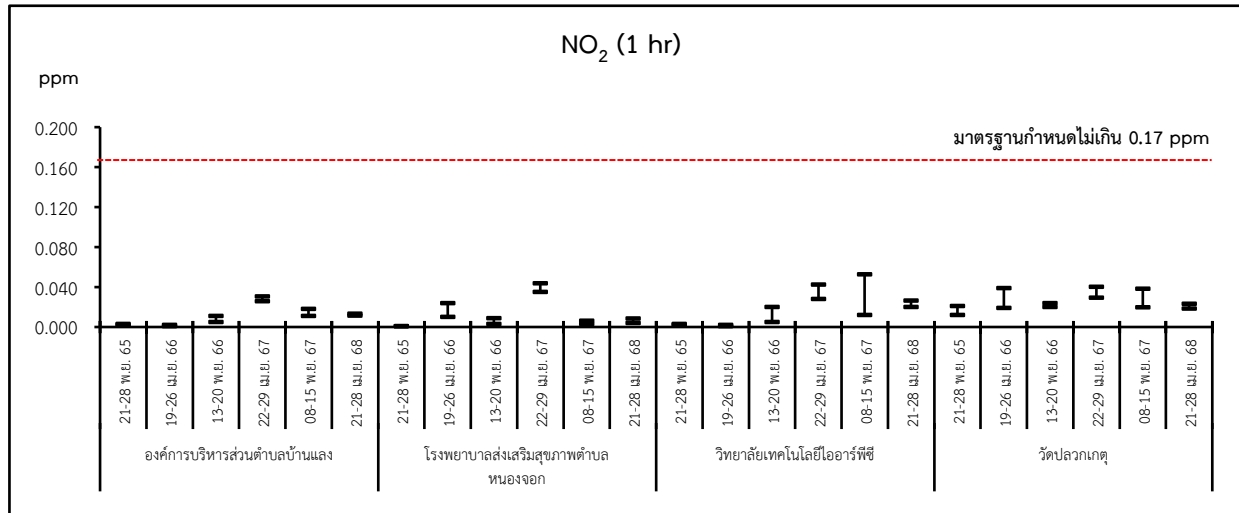 NO2 (1 hr)
ppm
มาตรฐานกำหนดไม่เกิน 0.17 ppm
0.200
0.160
0.120
0.080
0.040
0.000
21-28 พ.ย. 65
19-26 เม.ย. 66
13-20 พ.ย. 66
22-29 เม.ย. 67
08-15 พ.ย. 67
21-28 เม.ย. 68
21-28 พ.ย. 65
19-26 เม.ย. 66
13-20 พ.ย. 66
22-29 เม.ย. 67
08-15 พ.ย. 67
21-28 เม.ย. 68
21-28 พ.ย. 65
19-26 เม.ย. 66
13-20 พ.ย. 66
22-29 เม.ย. 67
08-15 พ.ย. 67
21-28 เม.ย. 68
21-28 พ.ย. 65
19-26 เม.ย. 66
13-20 พ.ย. 66
22-29 เม.ย. 67
08-15 พ.ย. 67
21-28 เม.ย. 68
องค์การบริหารส่วนตำบลบ้านแลง
โรงพยาบาลส่งเสริมสุขภาพตำบล
หนองจอก
วิทยาลัยเทคโนโลยีไออาร์พีซี
วัดปลวกเกตุ